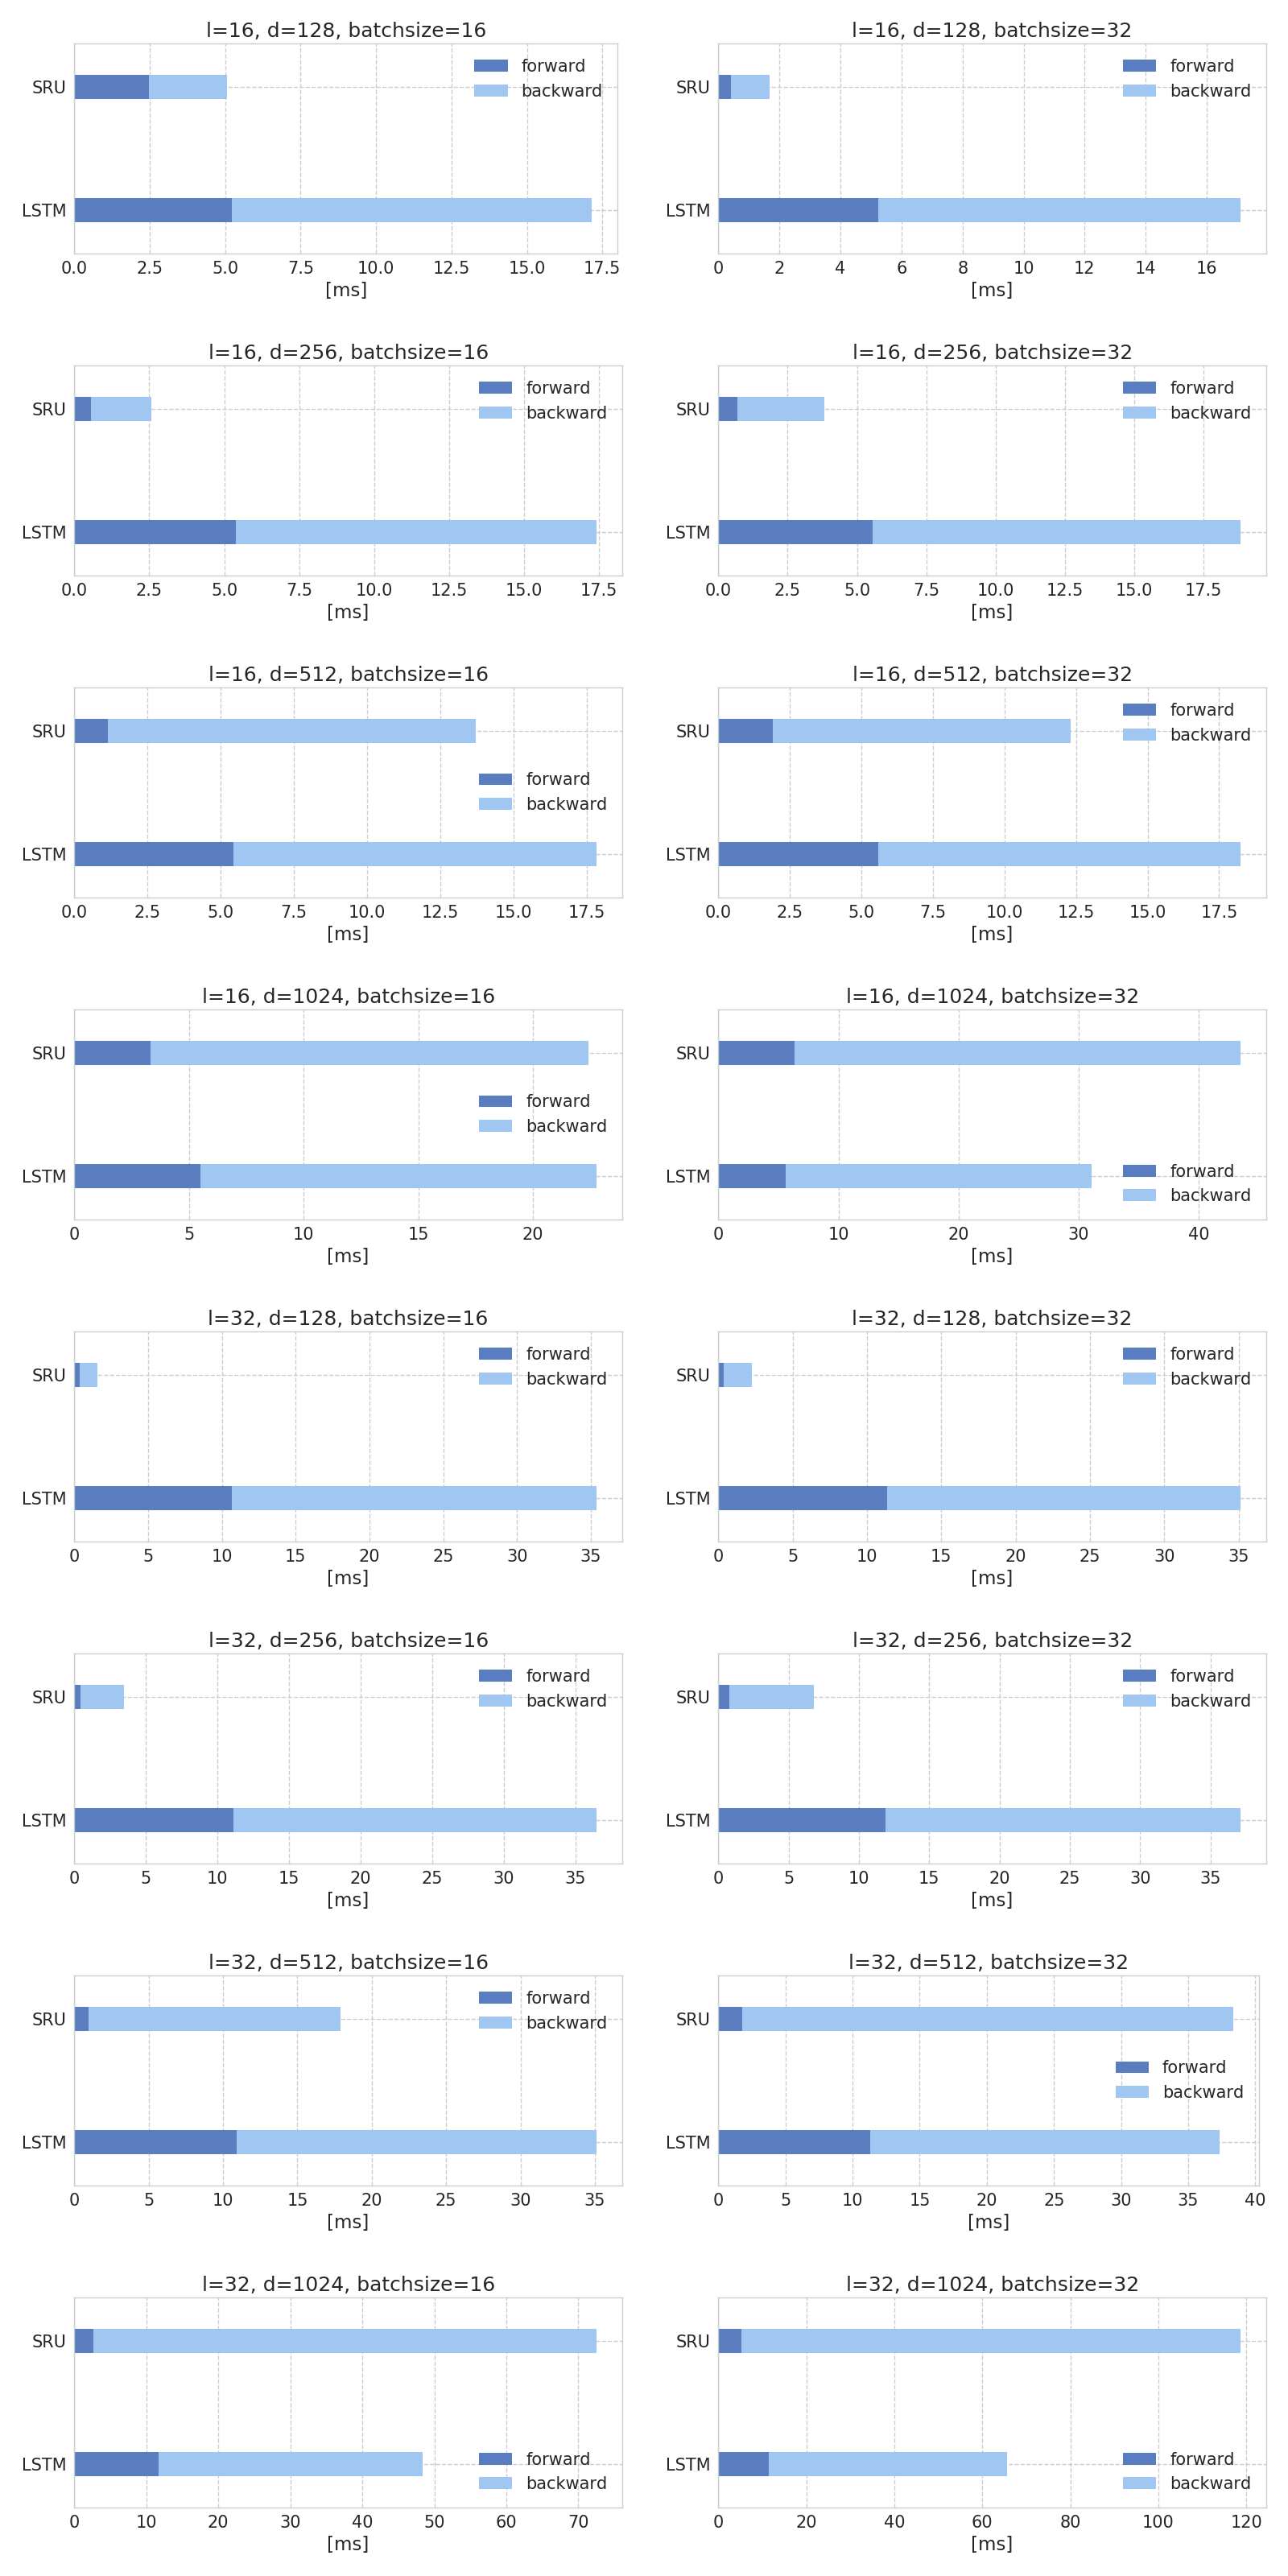 l=16, d=128, batchsize=16
forward
backward
SRU
LSTM
0.0 2.5 5.0 7.5 10.0 12.5 15.0 17.5
[ms]
l=16, d=128, batchsize=32
forward
backward
SRU
LSTM
0 2 4 6 8 10 12 14 16
[ms]
l=16, d=256, batchsize=16
forward
backward
SRU
LSTM
0.0 2.5 5.0 7.5 10.0 12.5 15.0 17.5
[ms]
l=16, d=256, batchsize=32
forward
backward
SRU
LSTM
0.0 2.5 5.0 7.5 10.0 12.5 15.0 17.5
[ms]
l=16, d=512, batchsize=16
SRU
forward
backward
LSTM
0.0 2.5 5.0 7.5 10.0 12.5 15.0 17.5
[ms]
l=16, d=512, batchsize=32
forward
backward
SRU
LSTM
0.0 2.5 5.0 7.5 10.0 12.5 15.0 17.5
[ms]
l=16, d=1024, batchsize=16
SRU
forward
backward
LSTM
0 5 10 15 20
[ms]
l=16, d=1024, batchsize=32
SRU
LSTM
forward
backward
0 10 20 30 40
[ms]
l=32, d=128, batchsize=16
forward
backward
SRU
LSTM
0 5 10 15 20 25 30 35
[ms]
l=32, d=128, batchsize=32
forward
backward
SRU
LSTM
0 5 10 15 20 25 30 35
[ms]
l=32, d=256, batchsize=16
forward
backward
SRU
LSTM
0 5 10 15 20 25 30 35
[ms]
l=32, d=256, batchsize=32
forward
backward
SRU
LSTM
0 5 10 15 20 25 30 35
[ms]
l=32, d=512, batchsize=16
forward
backward
SRU
LSTM
0 5 10 15 20 25 30 35
[ms]
l=32, d=512, batchsize=32
SRU
forward
backward
LSTM
0 5 10 15 20 25 30 35 40
[ms]
l=32, d=1024, batchsize=16
SRU
LSTM
forward
backward
0 10 20 30 40 50 60 70
[ms]
l=32, d=1024, batchsize=32
SRU
LSTM
forward
backward
0 20 40 60 80 100 120
[ms]